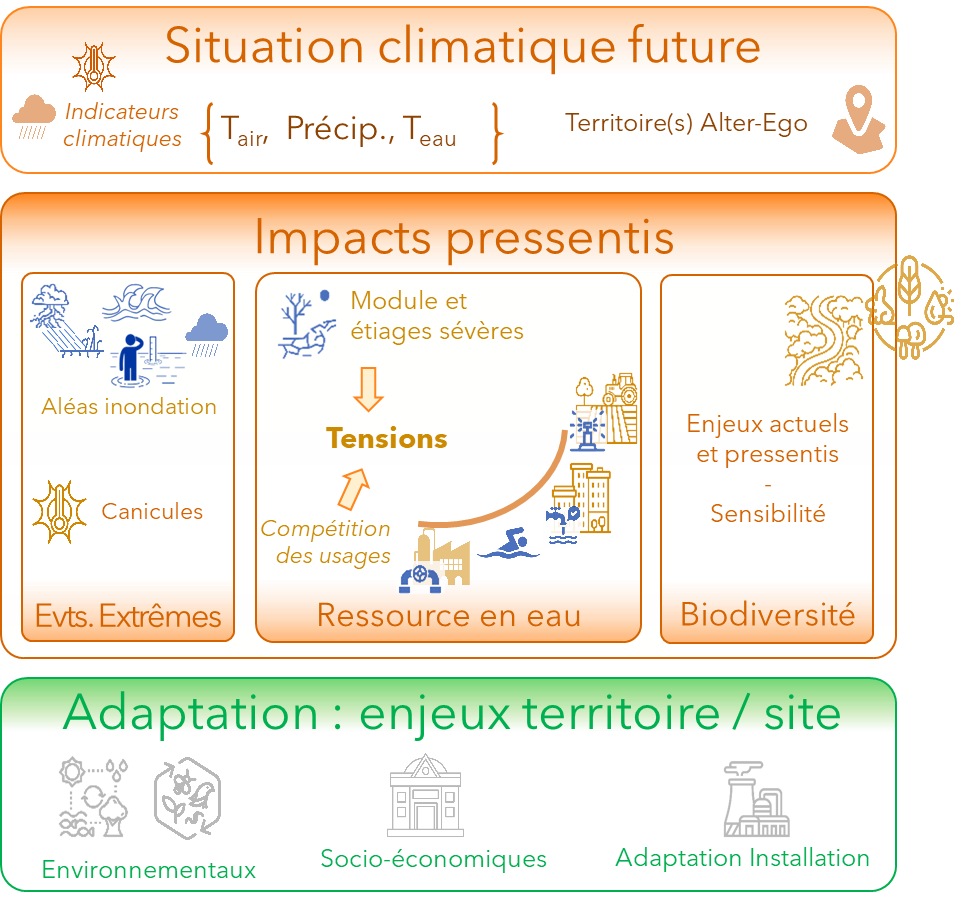 Situation climatique future
Indicateurs
climatiques
{ Tair, Précip., Teau }
Territoire(s) Alter-Ego
Impacts pressentis
Aléas inondation
Canicules
Evts. Extrêmes
Module et
étiages sévères
Tensions
Compétition
des usages
Ressource en eau
Enjeux actuels
et pressentis
-
Sensibilité
Biodiversité
Adaptation : enjeux territoire / site
Environnementaux
Socio-économiques
Adaptation Installation